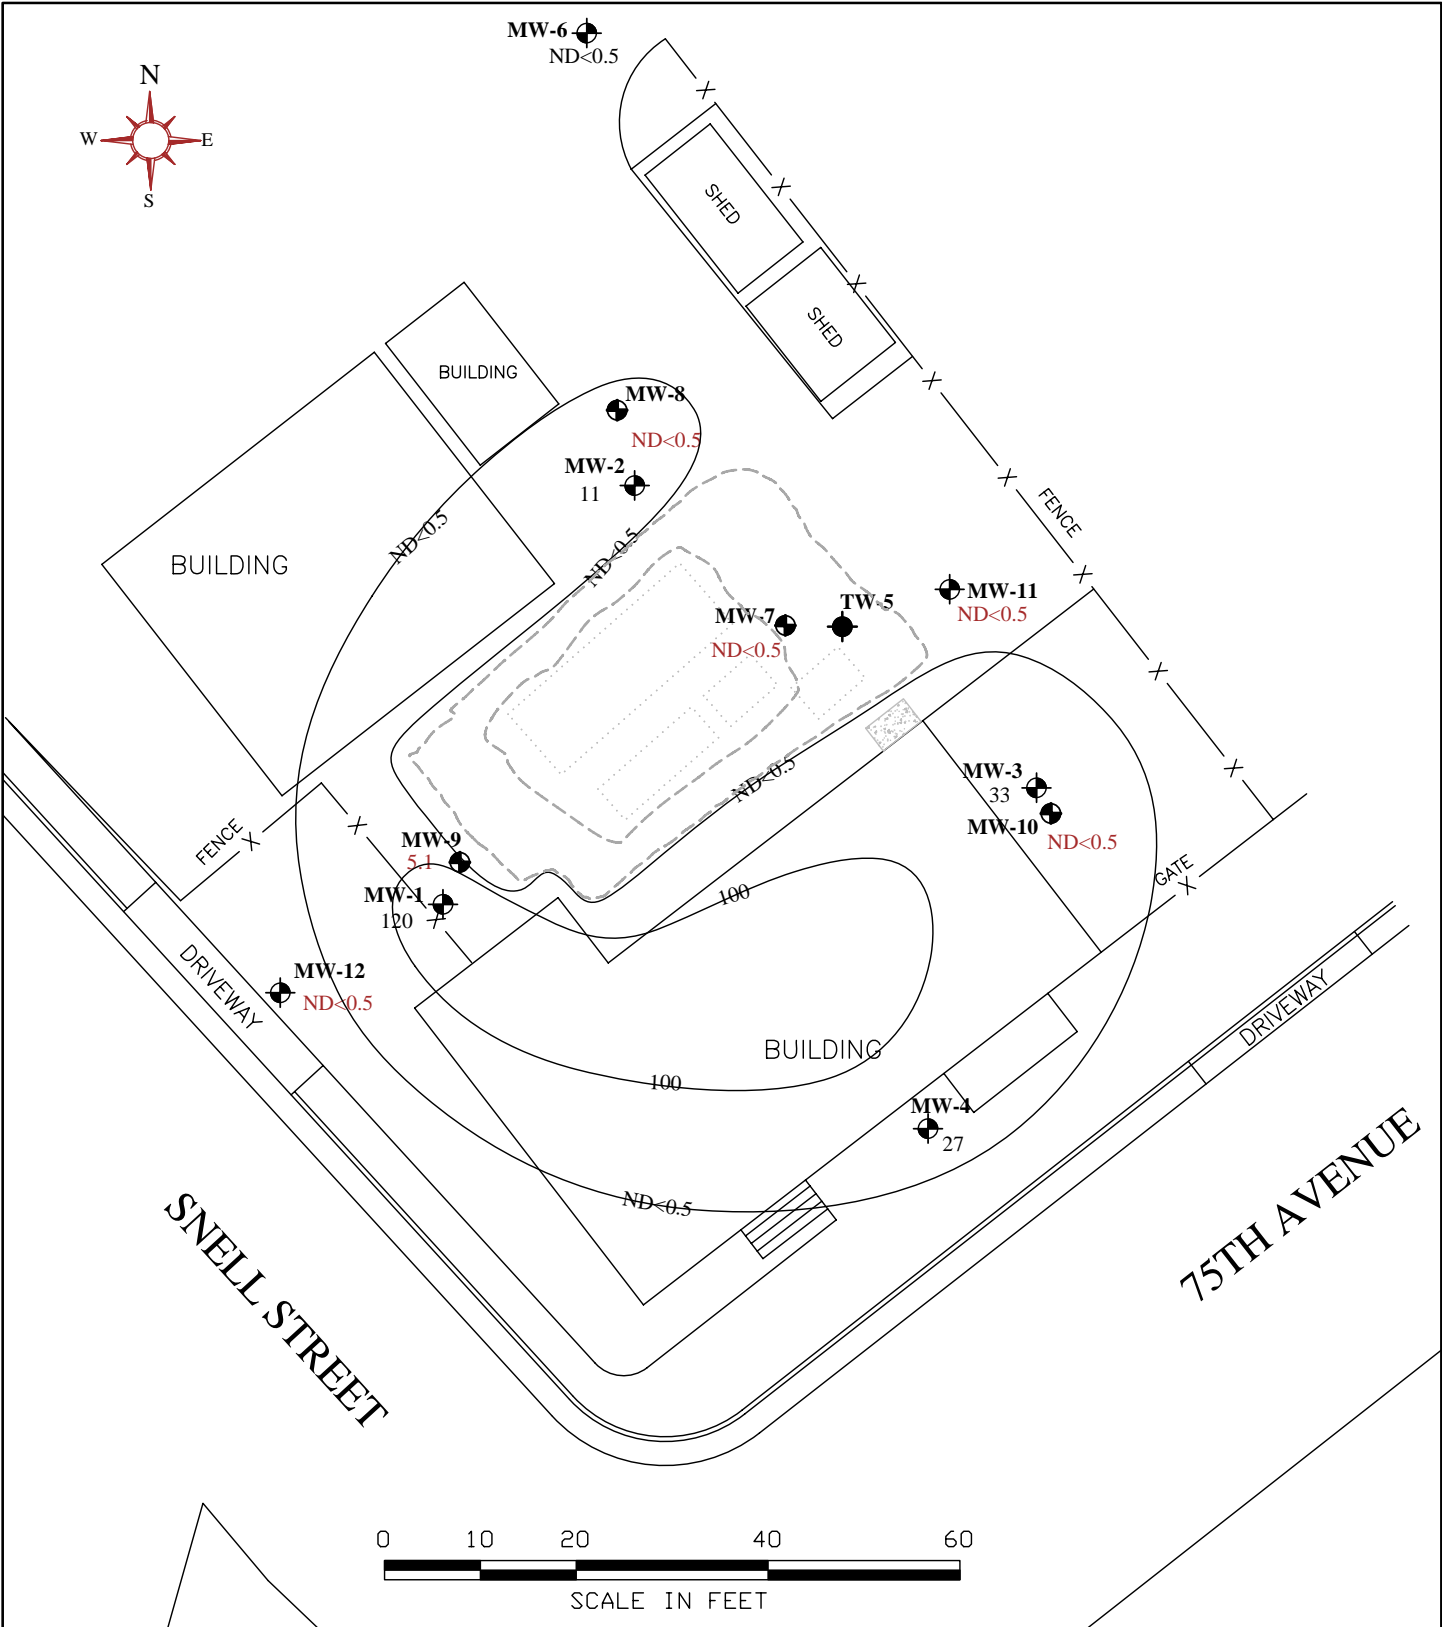 MW-6
ND<0.5
N
W
E
S
X
SHED
X
X
SHED
BUILDING
X
MW-8
ND<0.5
MW-2
11
X
FENCE
ND<0.5
ND<0.5
BUILDING
X
MW-11
ND<0.5
TW-5
MW-7
ND<0.5
X
X
ND<0.5
MW-3
33
MW-10
ND<0.5
FENCE
X
X
MW-9
5.1
MW-1
120
X
100
GATE
X
MW-12
ND<0.5
DRIVEWAY
BUILDING
DRIVEWAY
100
MW-4
27
ND<0.5
SNELL STREET
75TH AVENUE
0 10 20 40 60
SCALE IN FEET